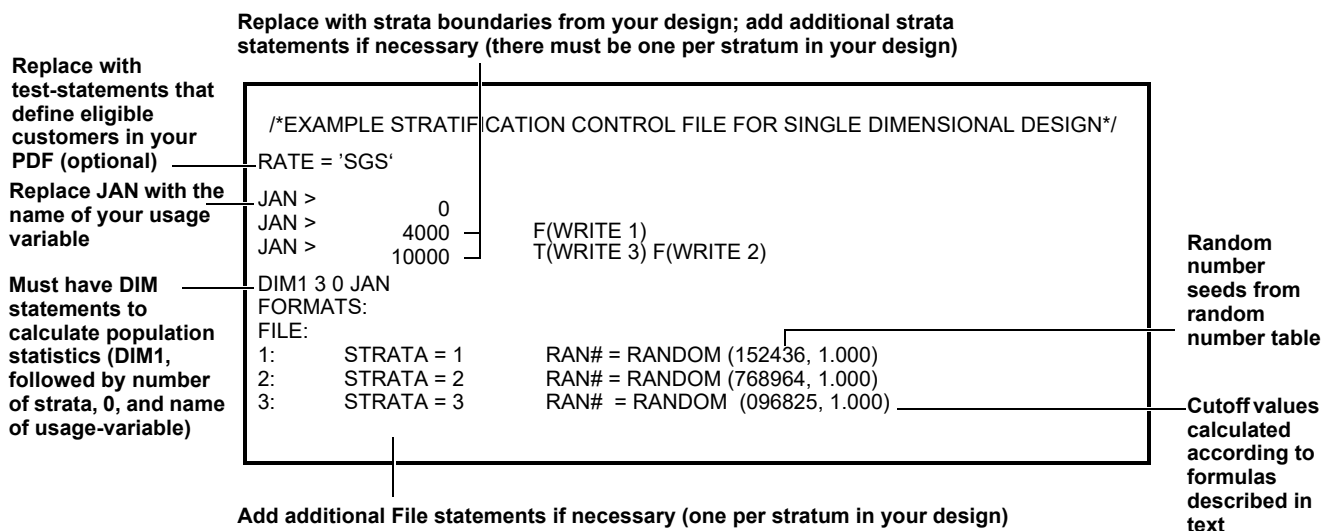 Replace with strata boundaries from your design; add additional strata
statements if necessary (there must be one per stratum in your design)
Replace with
test-statements that
define eligible
customers in your
PDF (optional)
Replace JAN with the
name of your usage
variable
Must have DIM
statements to
calculate population
statistics (DIM1,
followed by number
of strata, 0, and name
of usage-variable)
/*EXAMPLE STRATIFICATION CONTROL FILE FOR SINGLE DIMENSIONAL DESIGN*/
RATE = ’SGS‘
JAN > 0
JAN > 4000 F(WRITE 1)
JAN > 10000 T(WRITE 3) F(WRITE 2)
DIM1 3 0 JAN
FORMATS:
FILE:
1: STRATA = 1 RAN# = RANDOM (152436, 1.000)
2: STRATA = 2 RAN# = RANDOM (768964, 1.000)
3: STRATA = 3 RAN# = RANDOM (096825, 1.000)
Random
number
seeds from
random
number table
Cutoff values
calculated
according to
formulas
described in
text
Add additional File statements if necessary (one per stratum in your design)